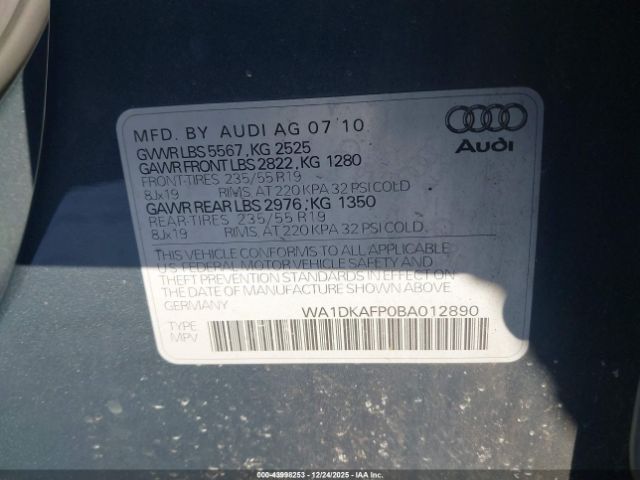 MFD. BY AUDI AG 07 10
GVWR LBS 5567, KG 2525
GAWR FRONT LBS 2822, KG 1280
FRONT-TIRES 235/55 R19
8Jx19 RIMS, AT 220 KPA 32 PSI COLD
GAWR REAR LBS 2976, KG 1350
REAR-TIRES 235/55 R19
8Jx19 RIMS, AT 220 KPA 32 PSI COLD.
THIS VEHICLE CONFORMS TO ALL APPLICABLE
U.S. FEDERAL MOTOR VEHICLE SAFETY AND
THEFT PREVENTION STANDARDS IN EFFECT ON
THE DATE OF MANUFACTURE SHOWN ABOVE.
GERMANY
WA1DKAFP0BA012890
TYPE:
MPV
Audi
000-43998253 - 12/24/2025 - IAAI.COM